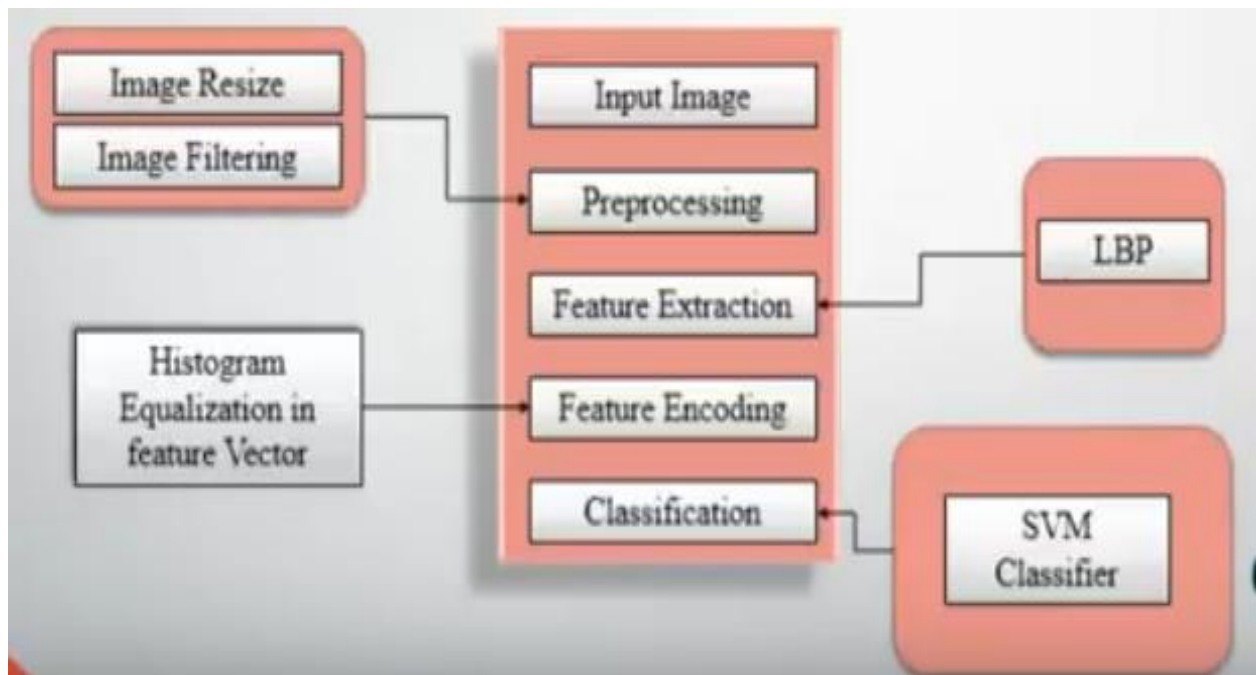 Image Resize
Image Filtering
Input Image
Preprocessing
Feature Extraction
Feature Encoding
Classification
Histogram
Equalization in
feature Vector
LBP
SVM
Classifier